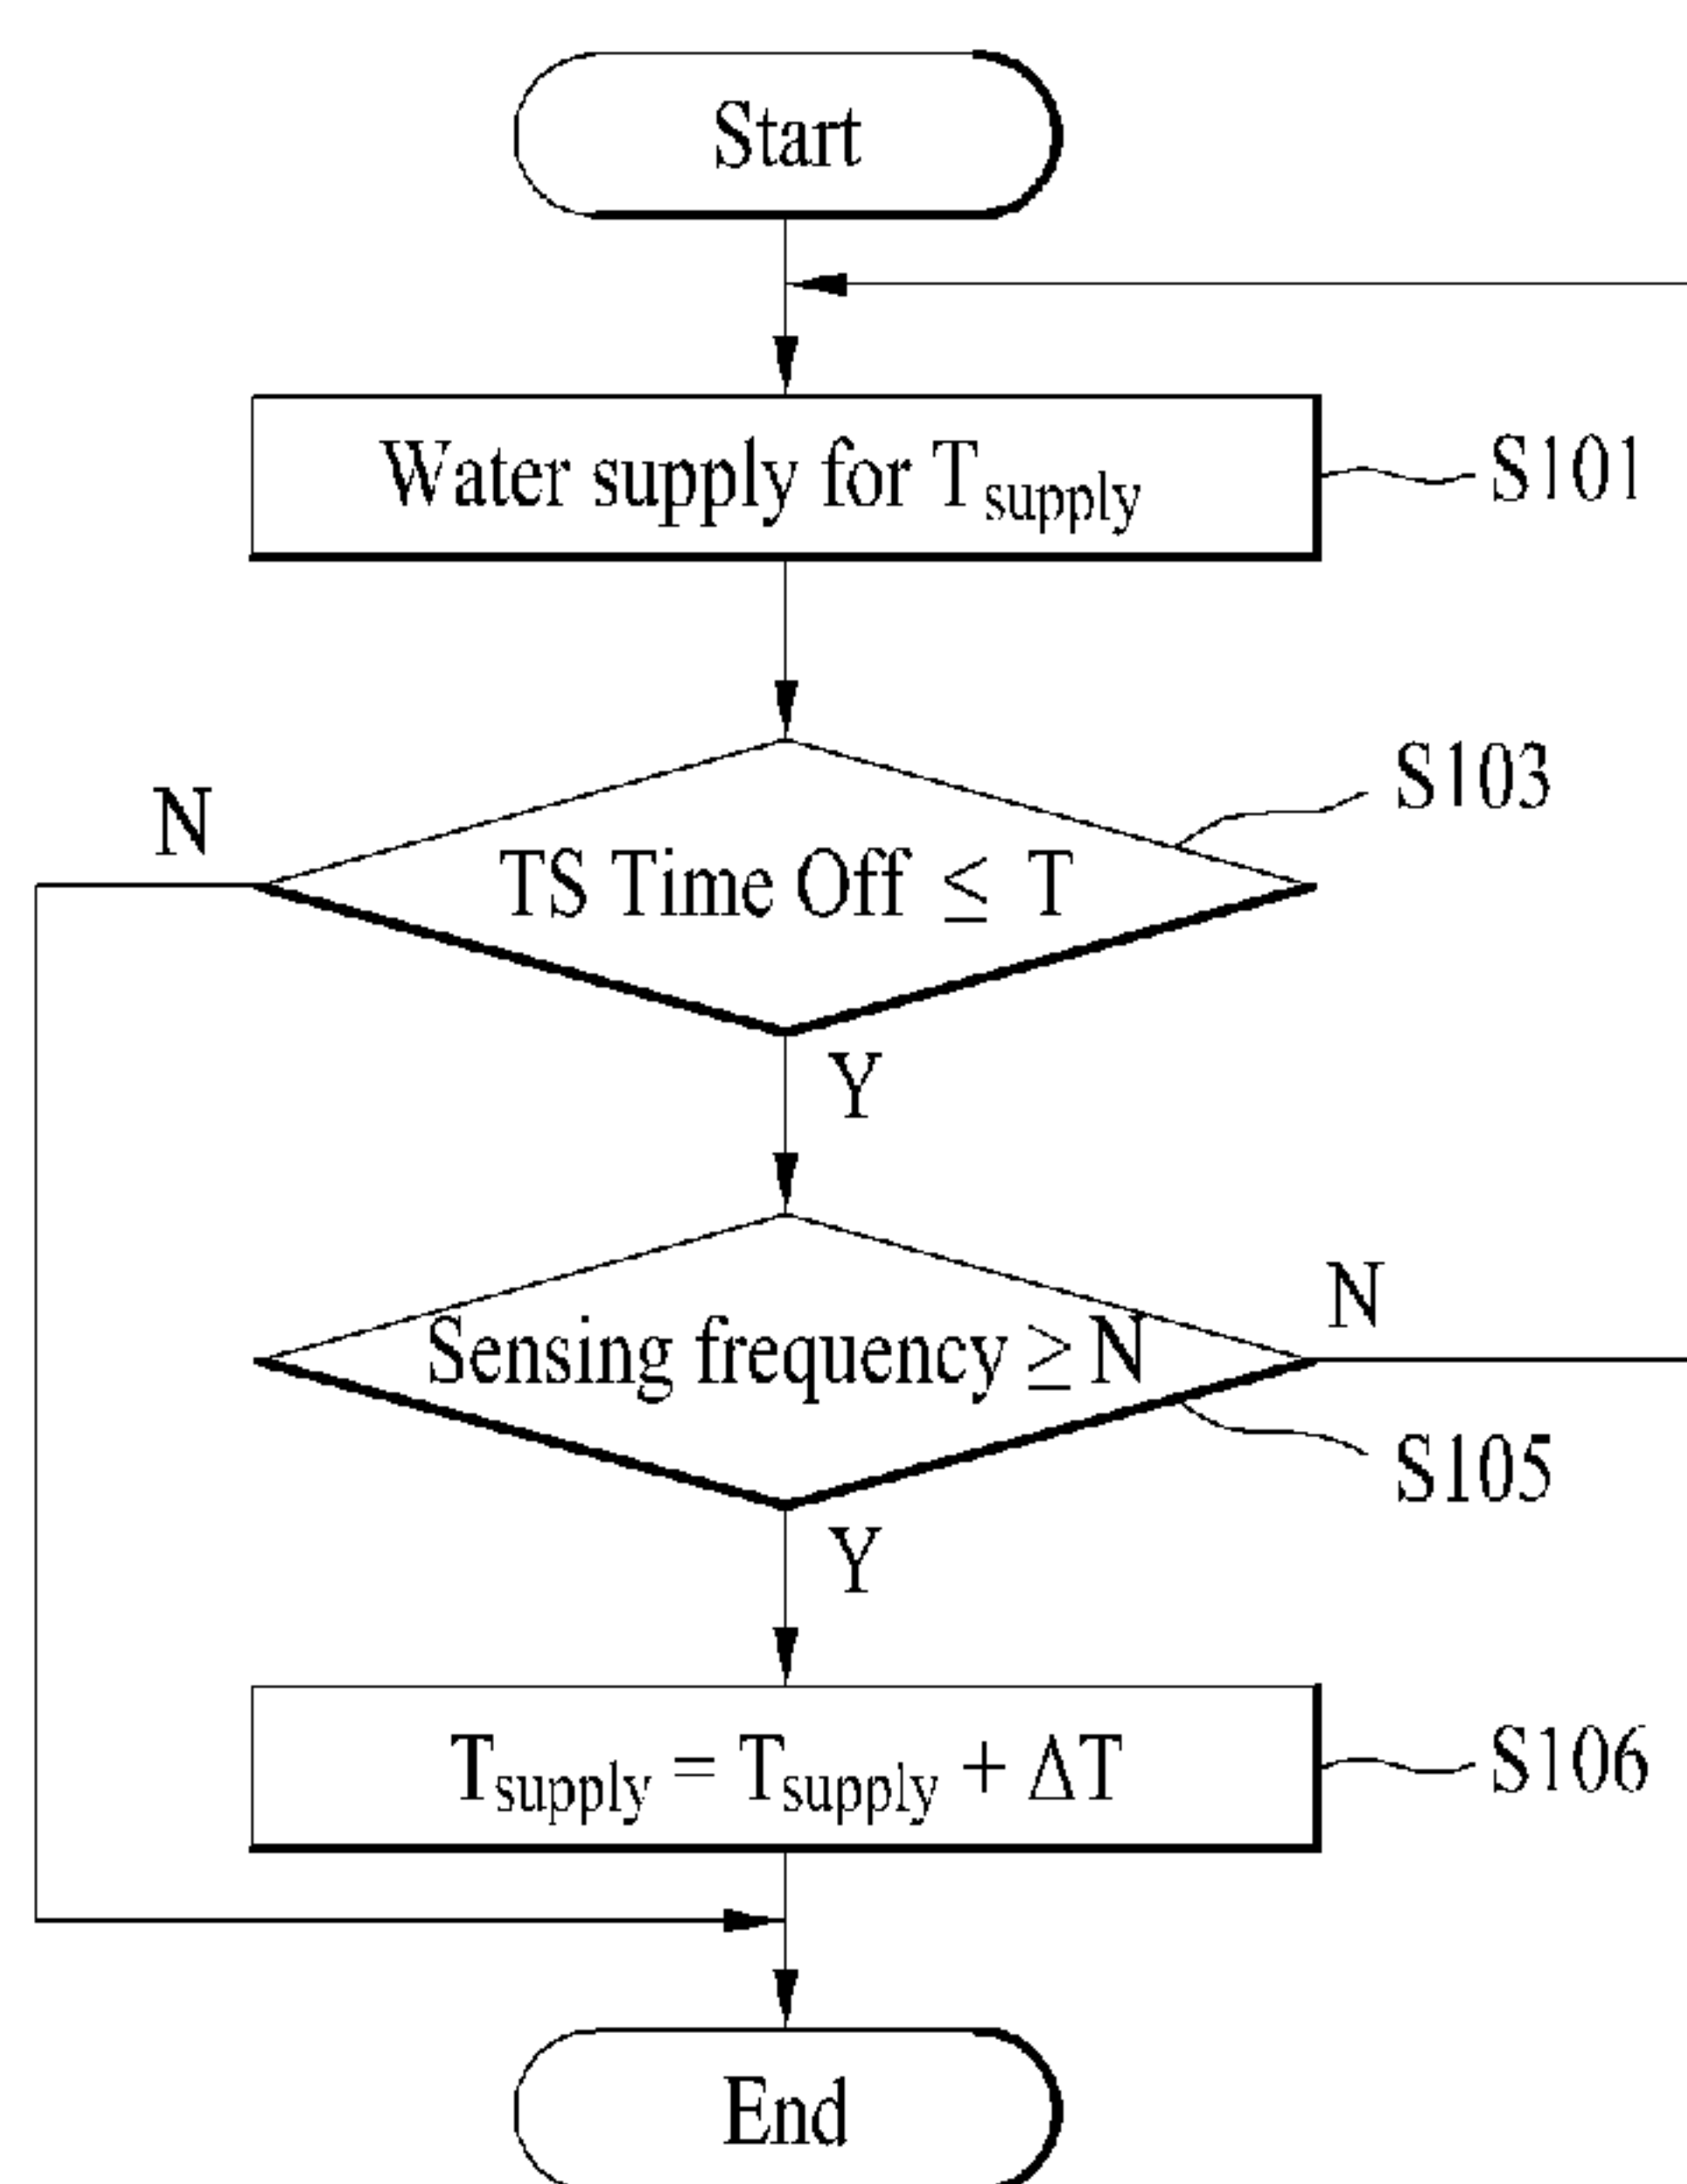 Start
Water supply for Tsupply
S101
S103
N
TS Time Off ≤ T
Y
N
Sensing frequency ≥ N
S105
Y
Tsupply = Tsupply + ΔT
S106
End